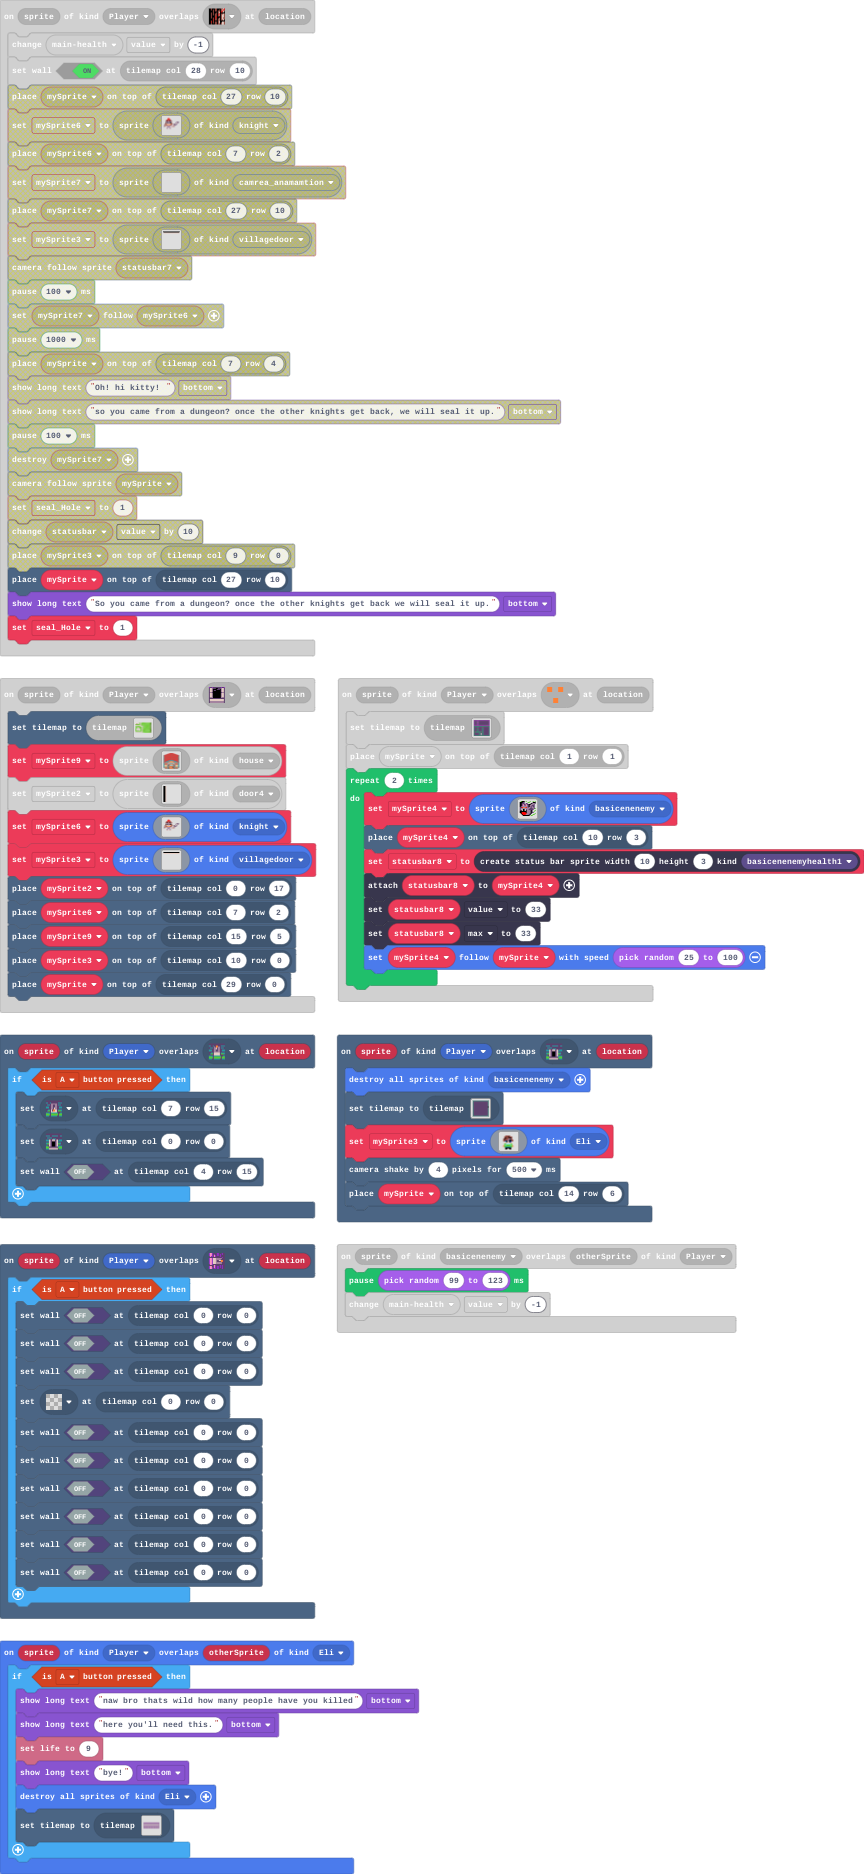 on sprite of kind Player overlaps at location
change main-health value by -1
set wall ON at tilemap col 28 row 10
place mySprite on top of tilemap col 27 row 10
set mySprite6 to sprite of kind knight
place mySprite6 on top of tilemap col 7 row 2
set mySprite7 to sprite of kind camrea_anamamtion
place mySprite7 on top of tilemap col 27 row 10
set mySprite3 to sprite of kind villagedoor
camera follow sprite statusbar7
pause 100 ms
set mySprite7 follow mySprite6
pause 1000 ms
place mySprite on top of tilemap col 7 row 4
show long text "Oh! hi kitty! " bottom
show long text "so you came from a dungeon? once the other knights get back, we will seal it up." bottom
pause 100 ms
destroy mySprite7
camera follow sprite mySprite
set seal_Hole to 1
change statusbar value by 10
place mySprite3 on top of tilemap col 9 row 0
place mySprite on top of tilemap col 27 row 10
show long text "So you came from a dungeon? once the other knights get back we will seal it up." bottom
set seal_Hole to 1
on sprite of kind Player overlaps at location
set tilemap to tilemap
set mySprite9 to sprite of kind house
set mySprite2 to sprite of kind door4
set mySprite6 to sprite of kind knight
set mySprite3 to sprite of kind villagedoor
place mySprite2 on top of tilemap col 0 row 17
place mySprite6 on top of tilemap col 7 row 2
place mySprite9 on top of tilemap col 15 row 5
place mySprite3 on top of tilemap col 10 row 0
place mySprite on top of tilemap col 29 row 0
on sprite of kind Player overlaps at location
set tilemap to tilemap
place mySprite on top of tilemap col 1 row 1
repeat 2 times
do
set mySprite4 to sprite of kind basicenemy
place mySprite4 on top of tilemap col 10 row 3
set statusbar8 to create status bar sprite width 10 height 3 kind basicenenemyhealth1
attach statusbar8 to mySprite4
set statusbar8 value to 33
set statusbar8 max to 33
set mySprite4 follow mySprite with speed pick random 25 to 100
on sprite of kind Player overlaps at location
if is A button pressed then
set at tilemap col 7 row 15
set at tilemap col 0 row 0
set wall OFF at tilemap col 4 row 15
on sprite of kind Player overlaps at location
destroy all sprites of kind basicenemy
set tilemap to tilemap
set mySprite3 to sprite of kind Eli
camera shake by 4 pixels for 500 ms
place mySprite on top of tilemap col 14 row 6
on sprite of kind Player overlaps at location
if is A button pressed then
set wall OFF at tilemap col 0 row 0
set wall OFF at tilemap col 0 row 0
set wall OFF at tilemap col 0 row 0
set at tilemap col 0 row 0
set wall OFF at tilemap col 0 row 0
set wall OFF at tilemap col 0 row 0
set wall OFF at tilemap col 0 row 0
set wall OFF at tilemap col 0 row 0
set wall OFF at tilemap col 0 row 0
set wall OFF at tilemap col 0 row 0
on sprite of kind basicenemy overlaps otherSprite of kind Player
pause pick random 99 to 123 ms
change main-health value by -1
on sprite of kind Player overlaps otherSprite of kind Eli
if is A button pressed then
show long text "naw bro thats wild how many people have you killed" bottom
show long text "here you'll need this." bottom
set life to 9
show long text "bye!" bottom
destroy all sprites of kind Eli
set tilemap to tilemap